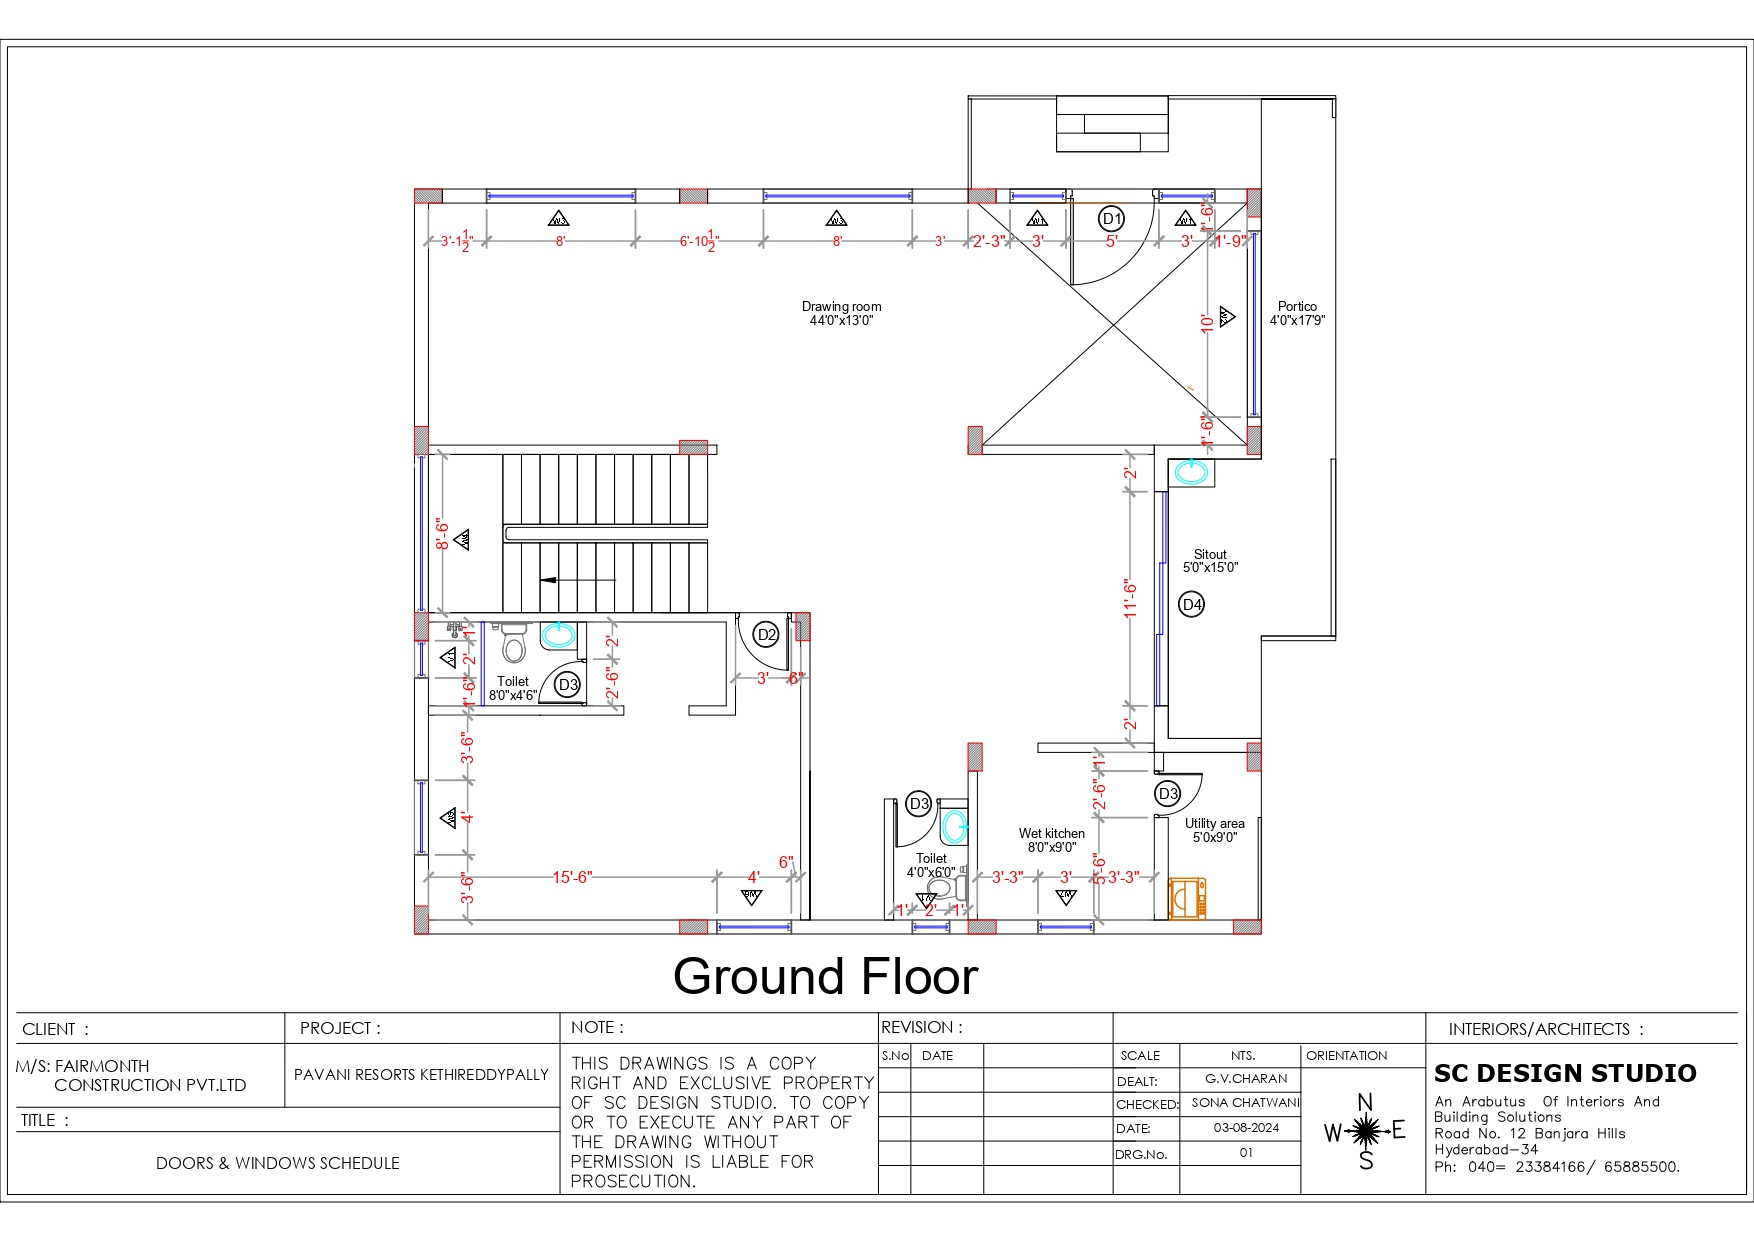 W3
W3
W1
D1
W1
3'-1 1/2"
8'
6'-10 1/2"
8'
3'
2'-3"
3'
5'
3'
1'-6"
1'-9"
Drawing room
44'0"x13'0"
10'
W2
Portico
4'0"x17'9"
1'-6"
2'
8'-6"
Sitout
5'0"x15'0"
11'-6"
D4
1'
2'
D2
V1
2'
Toilet
8'0"x4'6"
D3
2'-6"
3'
6"
1'-6"
2'
3'-6"
1'
D3
2'-6"
D3
4'
Utility area
5'0x9'0"
Wet kitchen
8'0"x9'0"
Toilet
4'0"x6'0"
6"
15'-6"
4'
3'-3"
3'
5'-6"
3'-3"
3'-6"
V1
1'
2'
1'
Ground Floor
CLIENT :
M/S: FAIRMONTH
CONSTRUCTION PVT.LTD
PROJECT :
PAVANI RESORTS KETHIREDDYPALLY
TITLE :
DOORS & WINDOWS SCHEDULE
NOTE :
THIS DRAWINGS IS A COPY
RIGHT AND EXCLUSIVE PROPERTY
OF SC DESIGN STUDIO. TO COPY
OR TO EXECUTE ANY PART OF
THE DRAWING WITHOUT
PERMISSION IS LIABLE FOR
PROSECUTION.
REVISION :
S.No
DATE
SCALE
NTS.
DEALT:
G.V.CHARAN
CHECKED:
SONA CHATWANI
DATE:
03-08-2024
DRG.No.
01
ORIENTATION
N
W
E
S
INTERIORS/ARCHITECTS :
SC DESIGN STUDIO
An Arabutus Of Interiors And
Building Solutions
Road No. 12 Banjara Hills
Hyderabad-34
Ph: 040= 23384166/ 65885500.